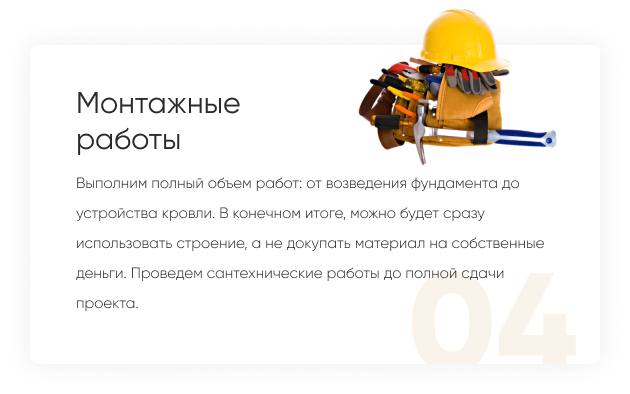 Монтажные
работы
Выполним полный объем работ: от возведения фундамента до
устройства кровли. В конечном итоге, можно будет сразу
использовать строение, а не докупать материал на собственные
деньги. Проведем сантехнические работы до полной сдачи
проекта.
04